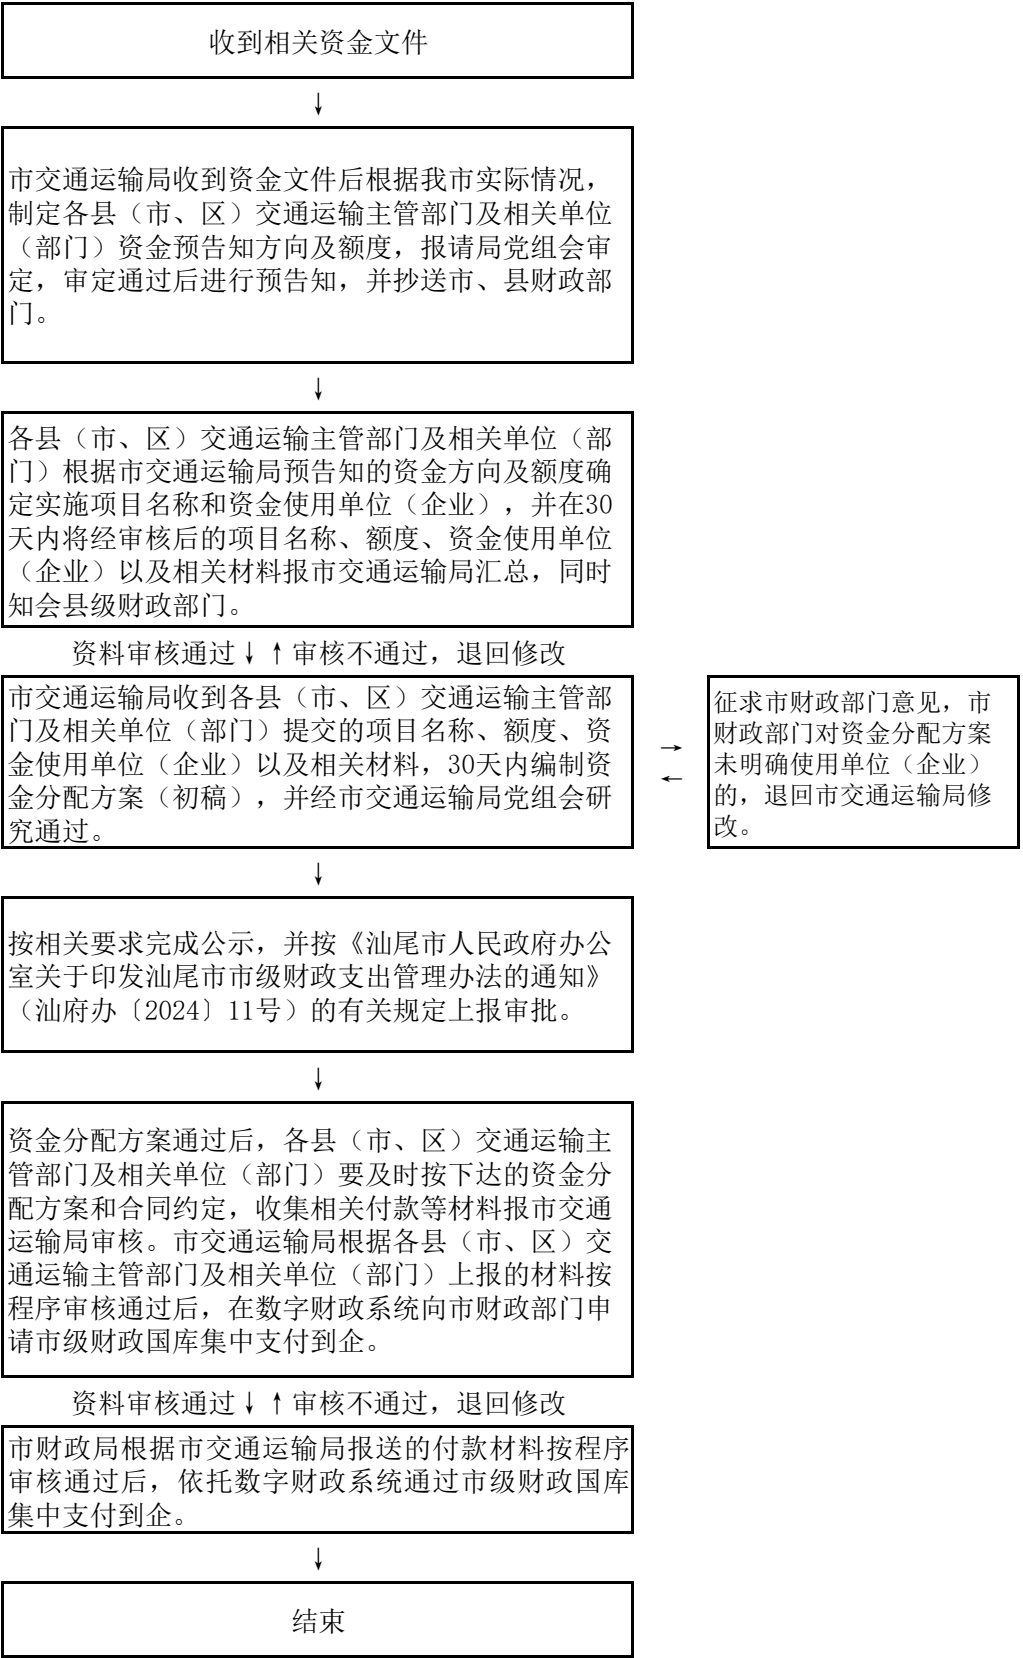 收到相关资金文件
↓
市交通运输局收到资金文件后根据我市实际情况，
制定各县（市、区）交通运输主管部门及相关单位
（部门）资金预告知方向及额度，报请局党组会审
定，审定通过后进行预告知，并抄送市、县财政部
门。
↓
各县（市、区）交通运输主管部门及相关单位（部
门）根据市交通运输局预告知的资金方向及额度确
定实施项目名称和资金使用单位（企业），并在30
天内将经审核后的项目名称、额度、资金使用单位
（企业）以及相关材料报市交通运输局汇总，同时
知会县级财政部门。
资料审核通过↓ ↑审核不通过，退回修改
市交通运输局收到各县（市、区）交通运输主管部
门及相关单位（部门）提交的项目名称、额度、资
金使用单位（企业）以及相关材料，30天内编制资
金分配方案（初稿），并经市交通运输局党组会研
究通过。
→
←
征求市财政部门意见，市
财政部门对资金分配方案
未明确使用单位（企业）
的，退回市交通运输局修
改。
↓
按相关要求完成公示，并按《汕尾市人民政府办公
室关于印发汕尾市市级财政支出管理办法的通知》
（汕府办〔2024〕11号）的有关规定上报审批。
↓
资金分配方案通过后，各县（市、区）交通运输主
管部门及相关单位（部门）要及时按下达的资金分
配方案和合同约定，收集相关付款等材料报市交通
运输局审核。市交通运输局根据各县（市、区）交
通运输主管部门及相关单位（部门）上报的材料按
程序审核通过后，在数字财政系统向市财政部门申
请市级财政国库集中支付到企。
资料审核通过↓ ↑审核不通过，退回修改
市财政局根据市交通运输局报送的付款材料按程序
审核通过后，依托数字财政系统通过市级财政国库
集中支付到企。
↓
结束